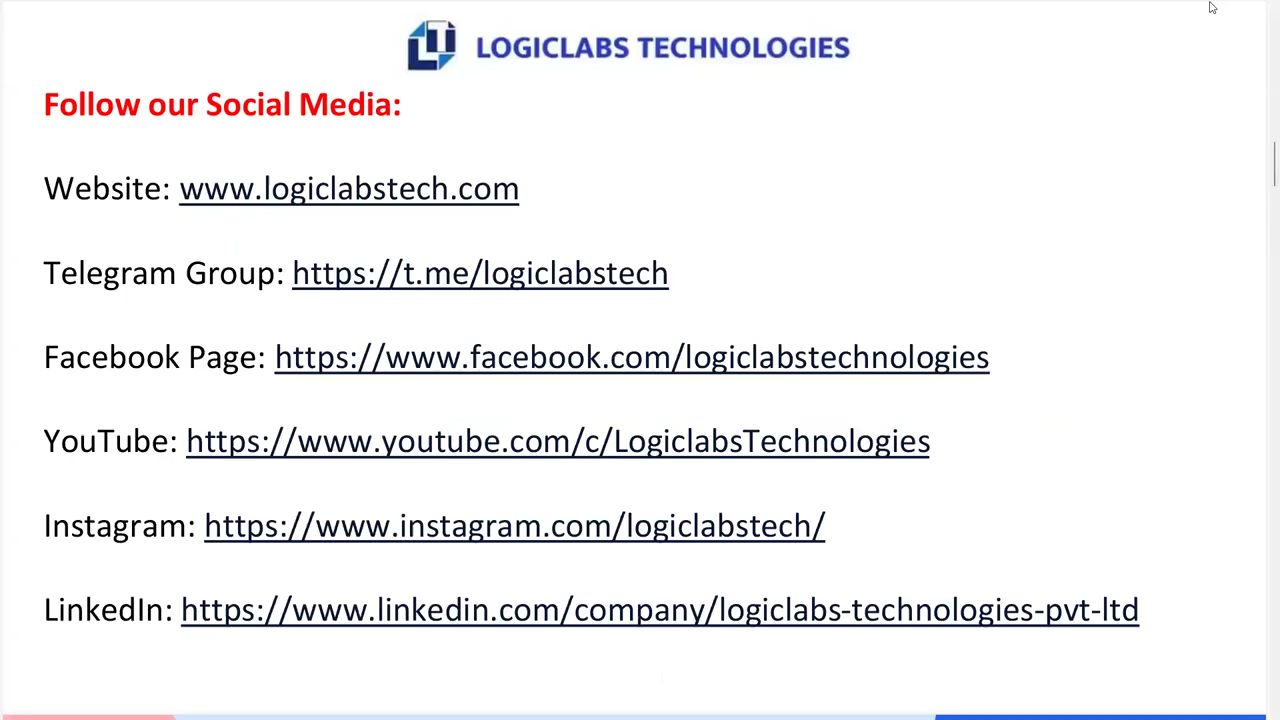 LOGICLABS TECHNOLOGIES
Follow our Social Media:
Website: www.logiclabstech.com
Telegram Group: https://t.me/logiclabstech
Facebook Page: https://www.facebook.com/logiclabstechnologies
YouTube: https://www.youtube.com/c/LogiclabsTechnologies
Instagram: https://www.instagram.com/logiclabstech/
LinkedIn: https://www.linkedin.com/company/logiclabs-technologies-pvt-ltd